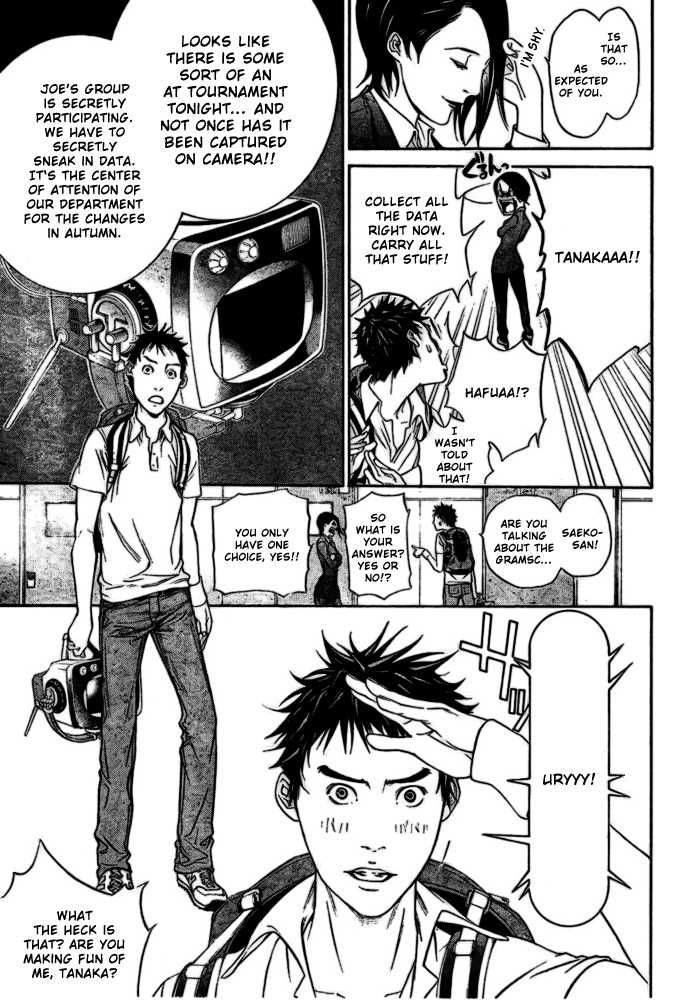 IS
THAT
SO...
AS
EXPECTED
OF YOU.
I'M SHY.
ぐるんっ
TANAKAAA!!
COLLECT ALL
THE DATA
RIGHT NOW.
CARRY ALL
THAT STUFF!
HAFUAA!?
I
WASN'T
TOLD
ABOUT
THAT!
LOOKS LIKE
THERE IS SOME
SORT OF AN
AT TOURNAMENT
TONIGHT... AND
NOT ONCE HAS IT
BEEN CAPTURED
ON CAMERA!!
JOE'S GROUP
IS SECRETLY
PARTICIPATING.
WE HAVE TO
SECRETLY
SNEAK IN DATA.
IT'S THE CENTER
OF ATTENTION OF
OUR DEPARTMENT
FOR THE CHANGES
IN AUTUMN.
SAEKO-
SAN!
ARE YOU
TALKING
ABOUT THE
GRAMSC...
SO
WHAT IS
YOUR
ANSWER?
YES OR
NO!?
YOU ONLY
HAVE ONE
CHOICE, YES!!
URYYY!
WHAT
THE HECK IS
THAT? ARE YOU
MAKING FUN OF
ME, TANAKA?